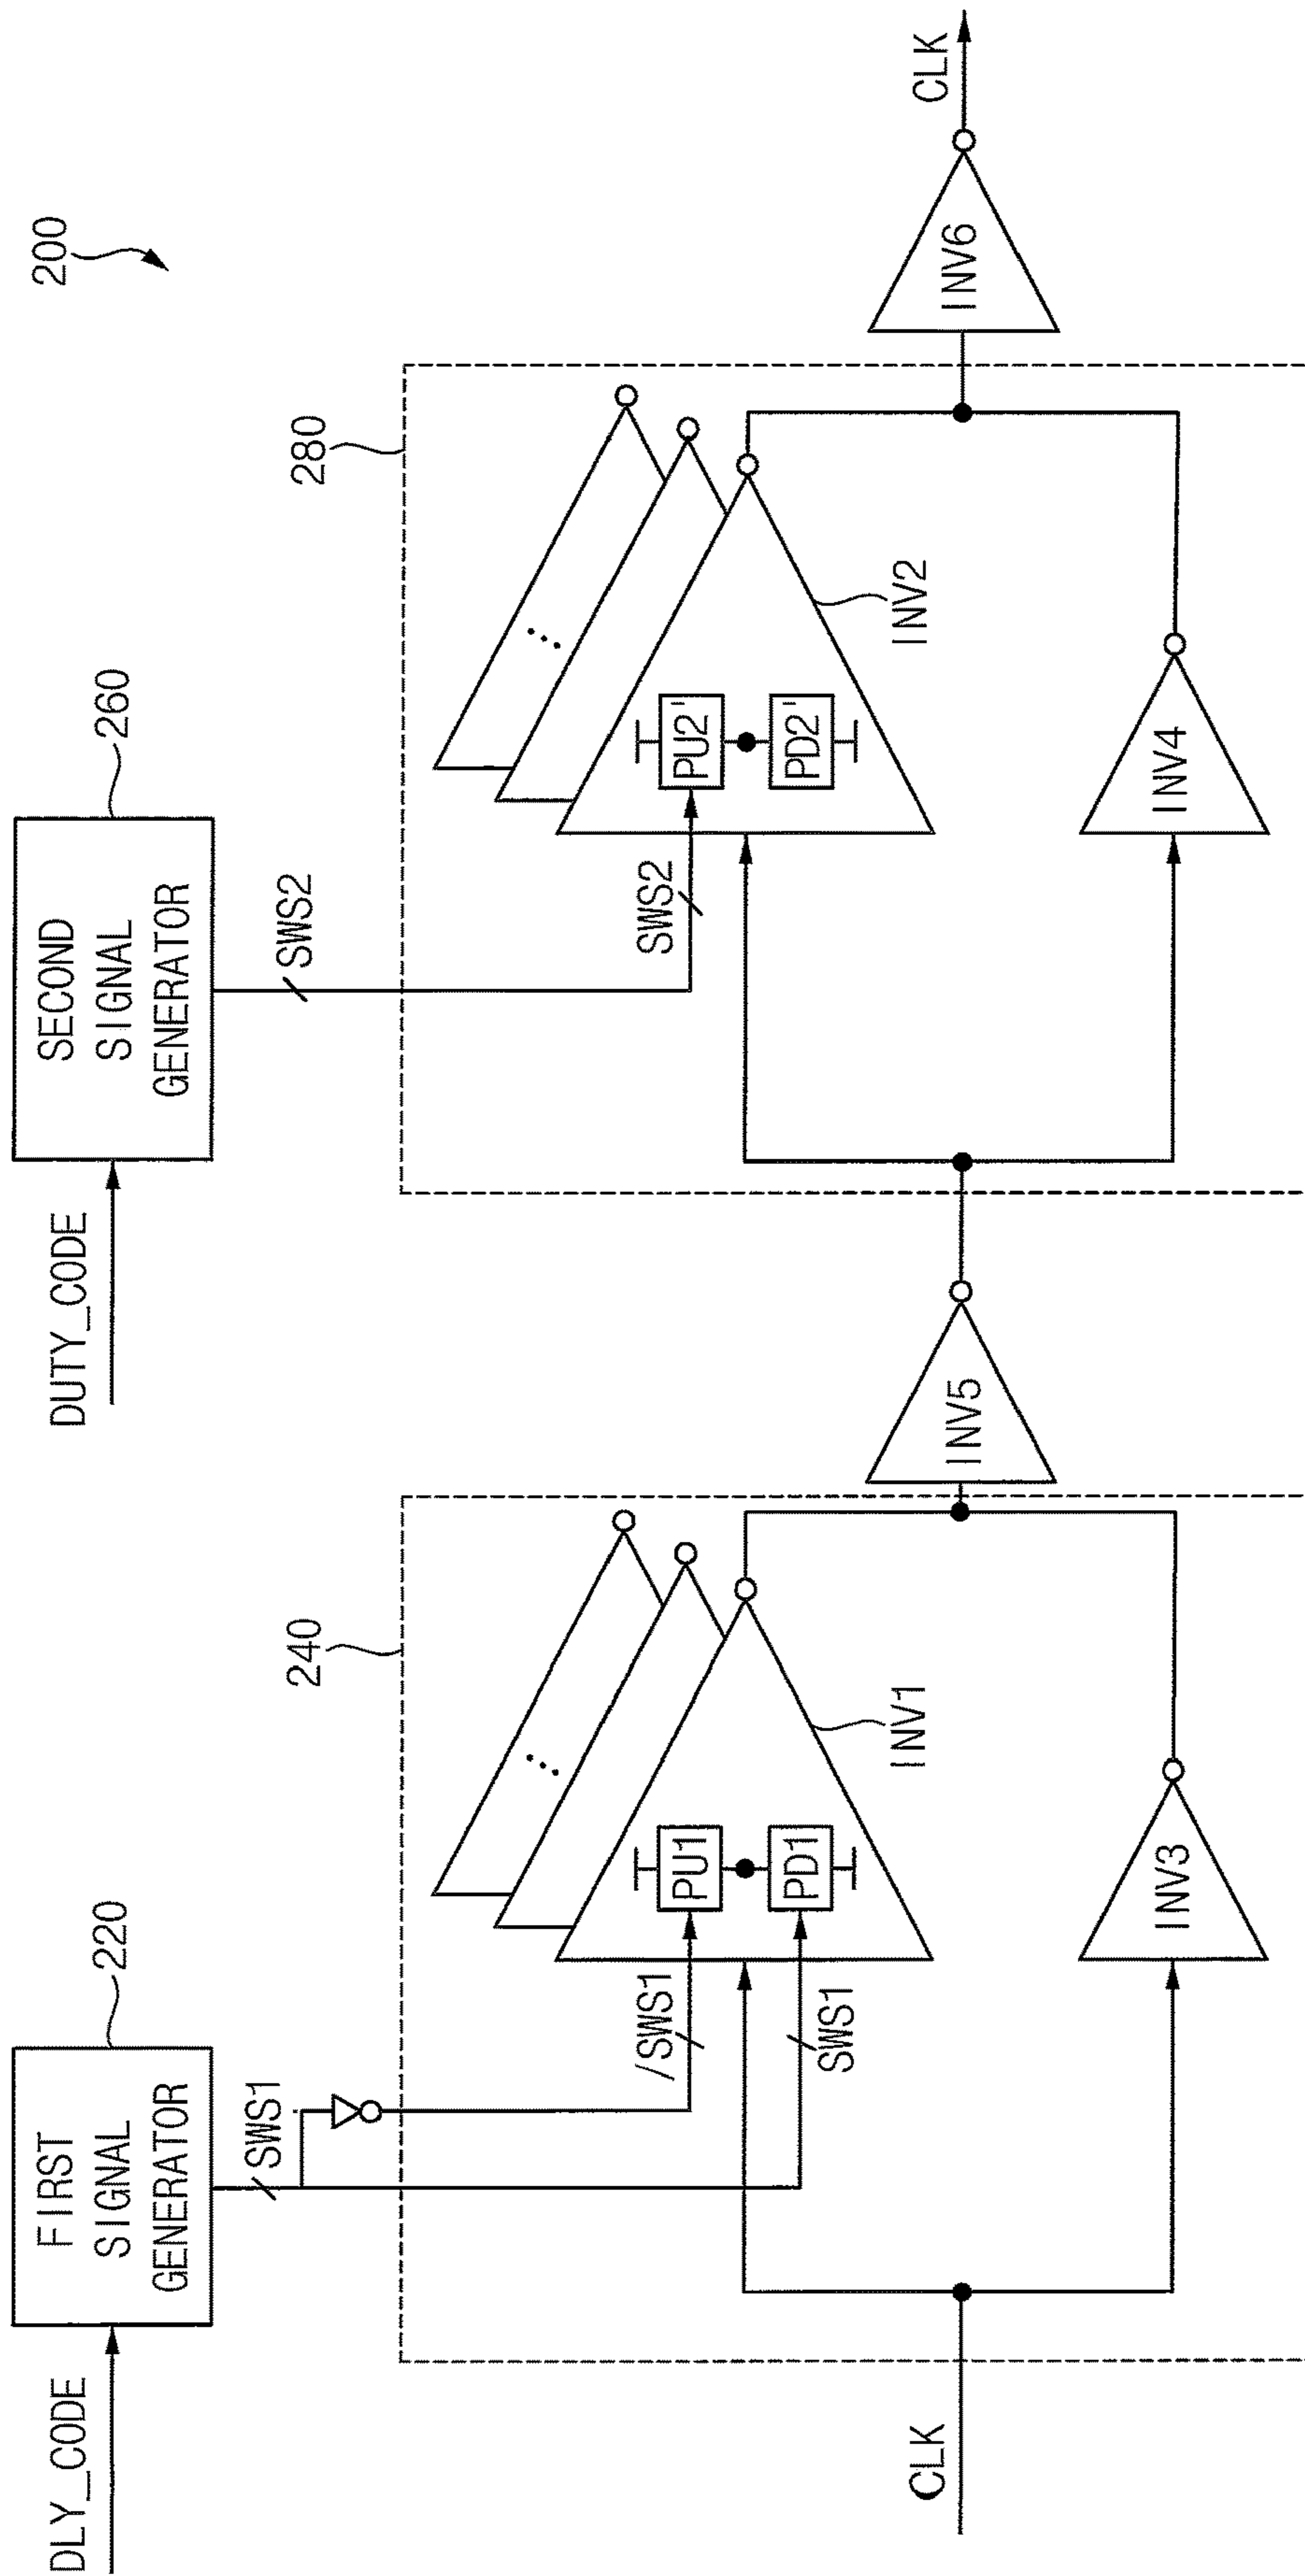 200
DLY_CODE
FIRST
SIGNAL
GENERATOR
220
SWS1
DUTY_CODE
SECOND
SIGNAL
GENERATOR
260
SWS2
240
/SWS1
SWS1
PU1
PD1
INV1
INV3
CLK
INV5
280
SWS2
PU2'
PD2'
INV2
INV4
INV6
CLK